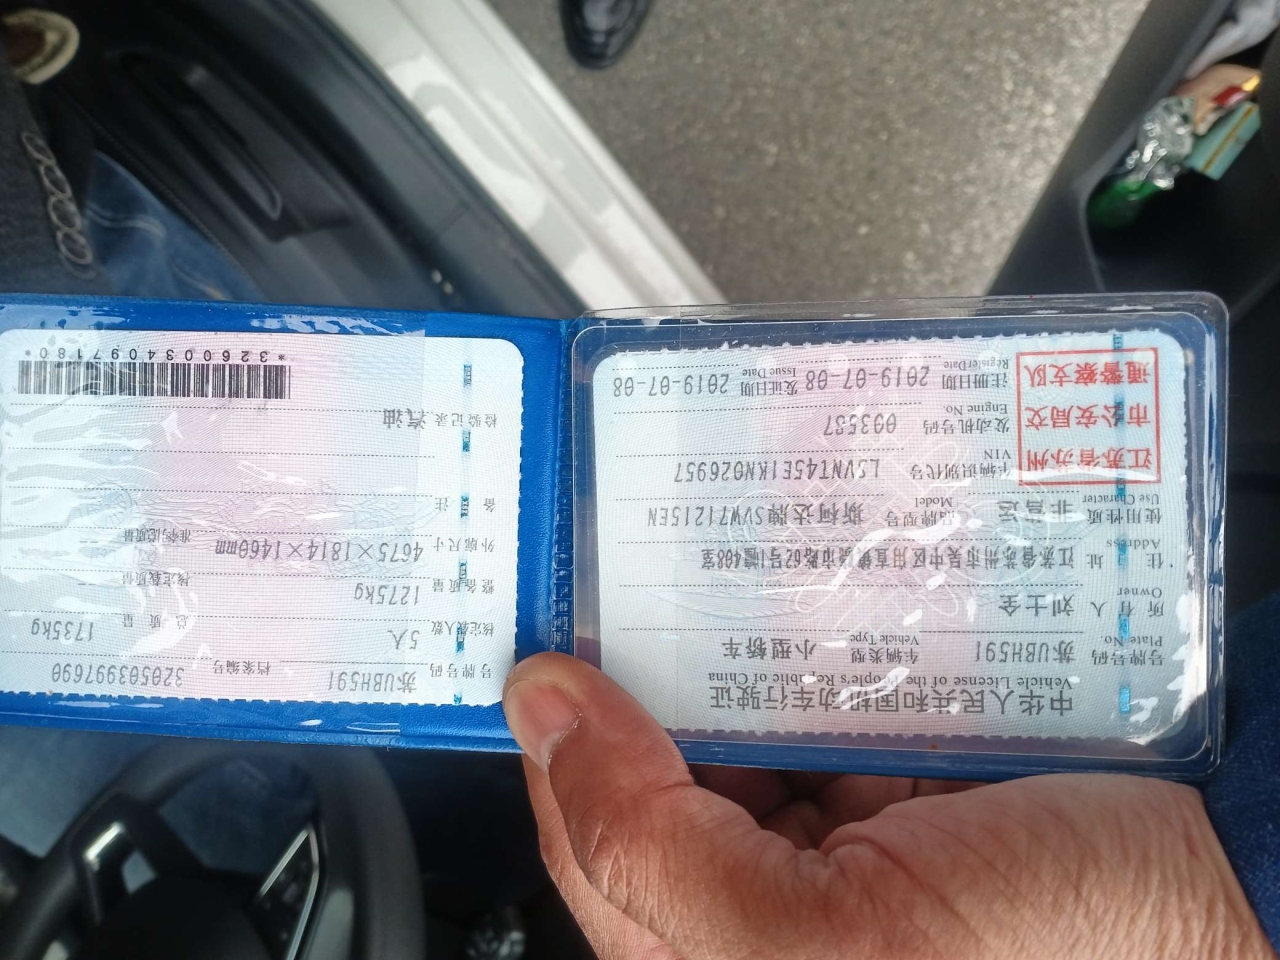 中华人民共和国机动车行驶证
Vehicle License of the People's Republic of China
号牌号码 苏UBH591 车辆类型 小型轿车
Plate No. Vehicle Type
所有人 刘士全
Owner
住址 江苏省苏州市吴中区甪直镇
Address
使用性质 非营运 品牌型号 斯柯达牌SVW71215EN
Use Character Model
江苏省苏州
市公安局交
通警察支队
车辆识别代号 LSVNT45E1KN026957
VIN
发动机号码
Engine No.
注册日期 2019-07-08 发证日期 2019-07-08
Register Date Issue Date
号牌号码 苏UBH591 档案编号 320503997690
核定载人数 5人 总质量 1735kg
整备质量 1275kg 核定载质量
外廓尺寸 4675×1814×1460mm 准牵引总质量
备注
检验记录 汽油
*3260034097180*